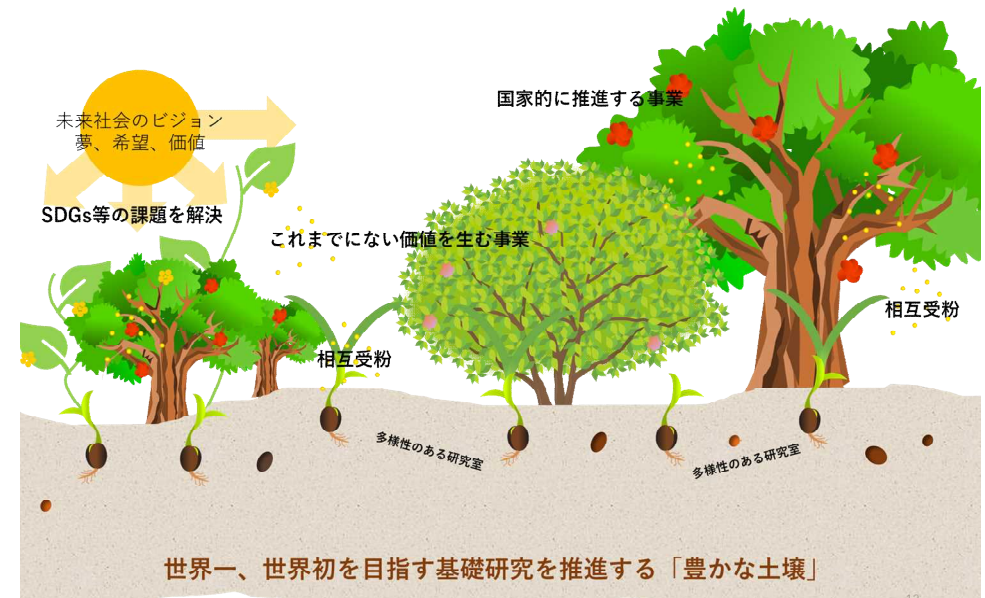 国家的に推進する事業
未来社会のビジョン
夢、希望、価値
SDGs等の課題を解決
これまでにない価値を生む事業
相互受粉
相互受粉
多様性のある研究室
多様性のある研究室
世界一、世界初を目指す基礎研究を推進する「豊かな土壌」